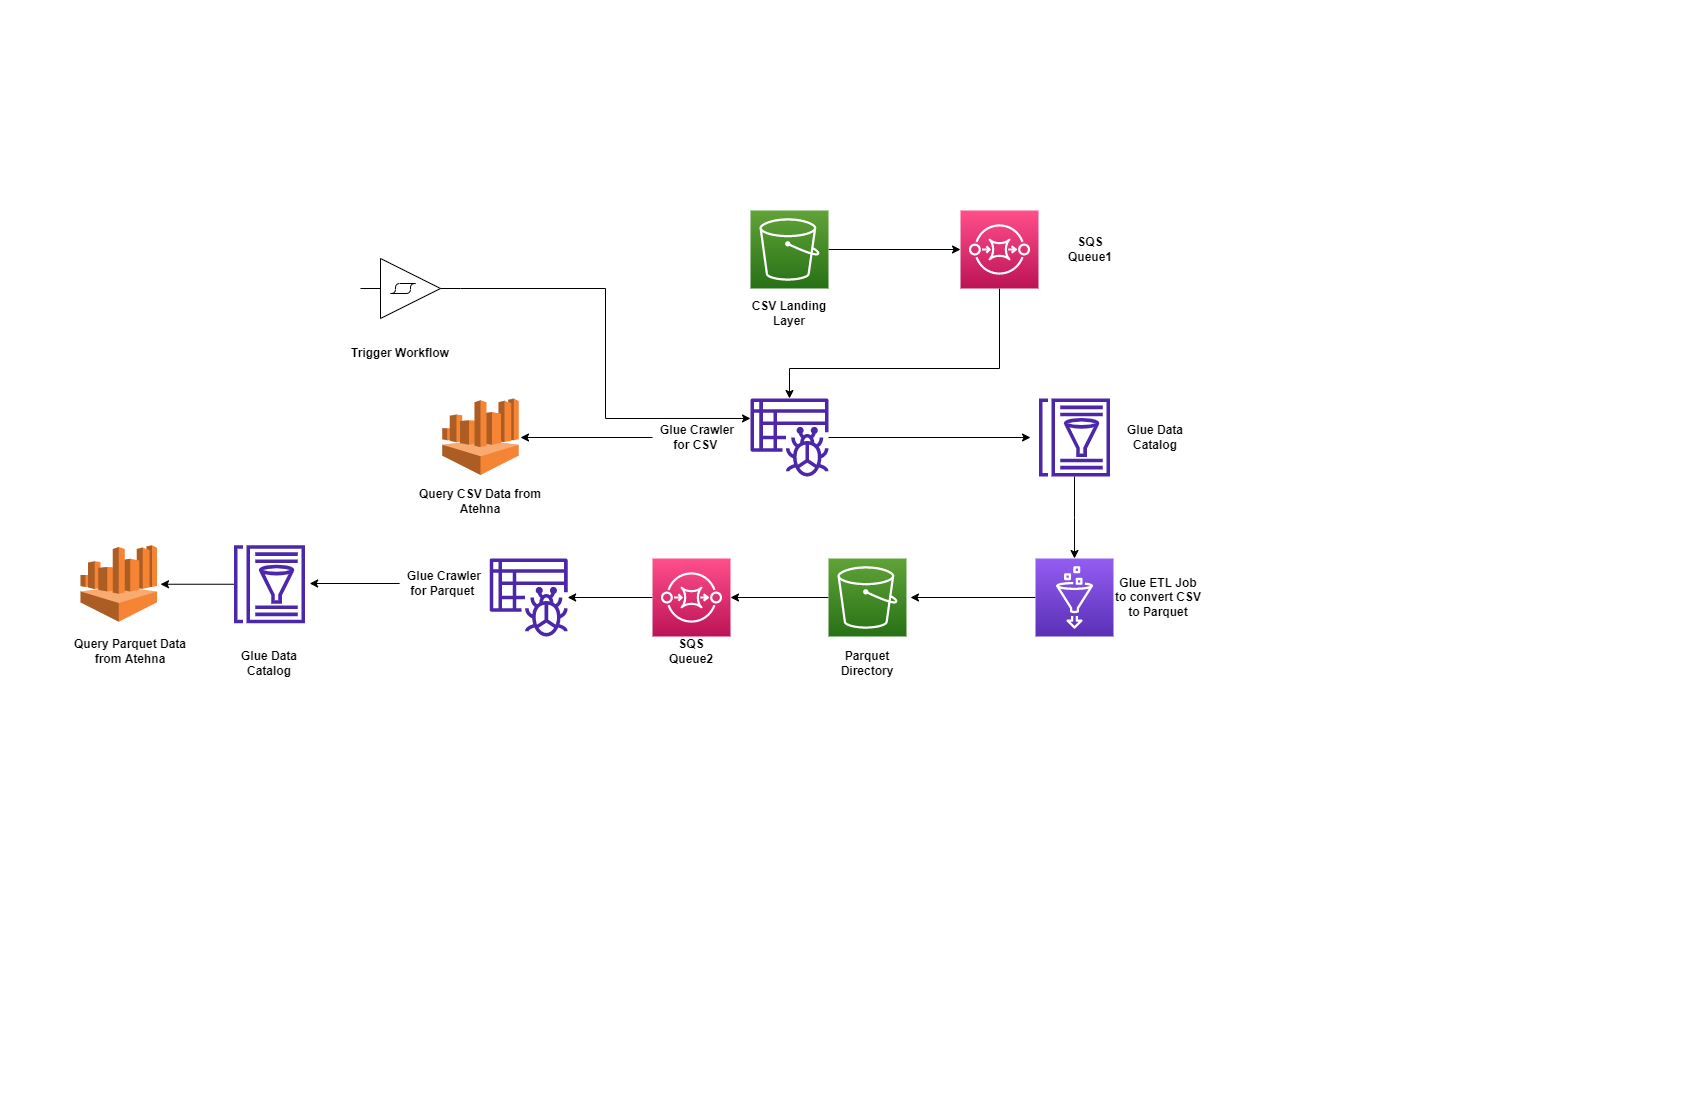 SQS
Queue1
CSV Landing
Layer
Trigger Workflow
Glue Crawler
for CSV
Glue Data
Catalog
Query CSV Data from
Atehna
Glue Crawler
for Parquet
Glue ETL Job
to convert CSV
to Parquet
Query Parquet Data
from Atehna
Glue Data
Catalog
SQS
Queue2
Parquet
Directory